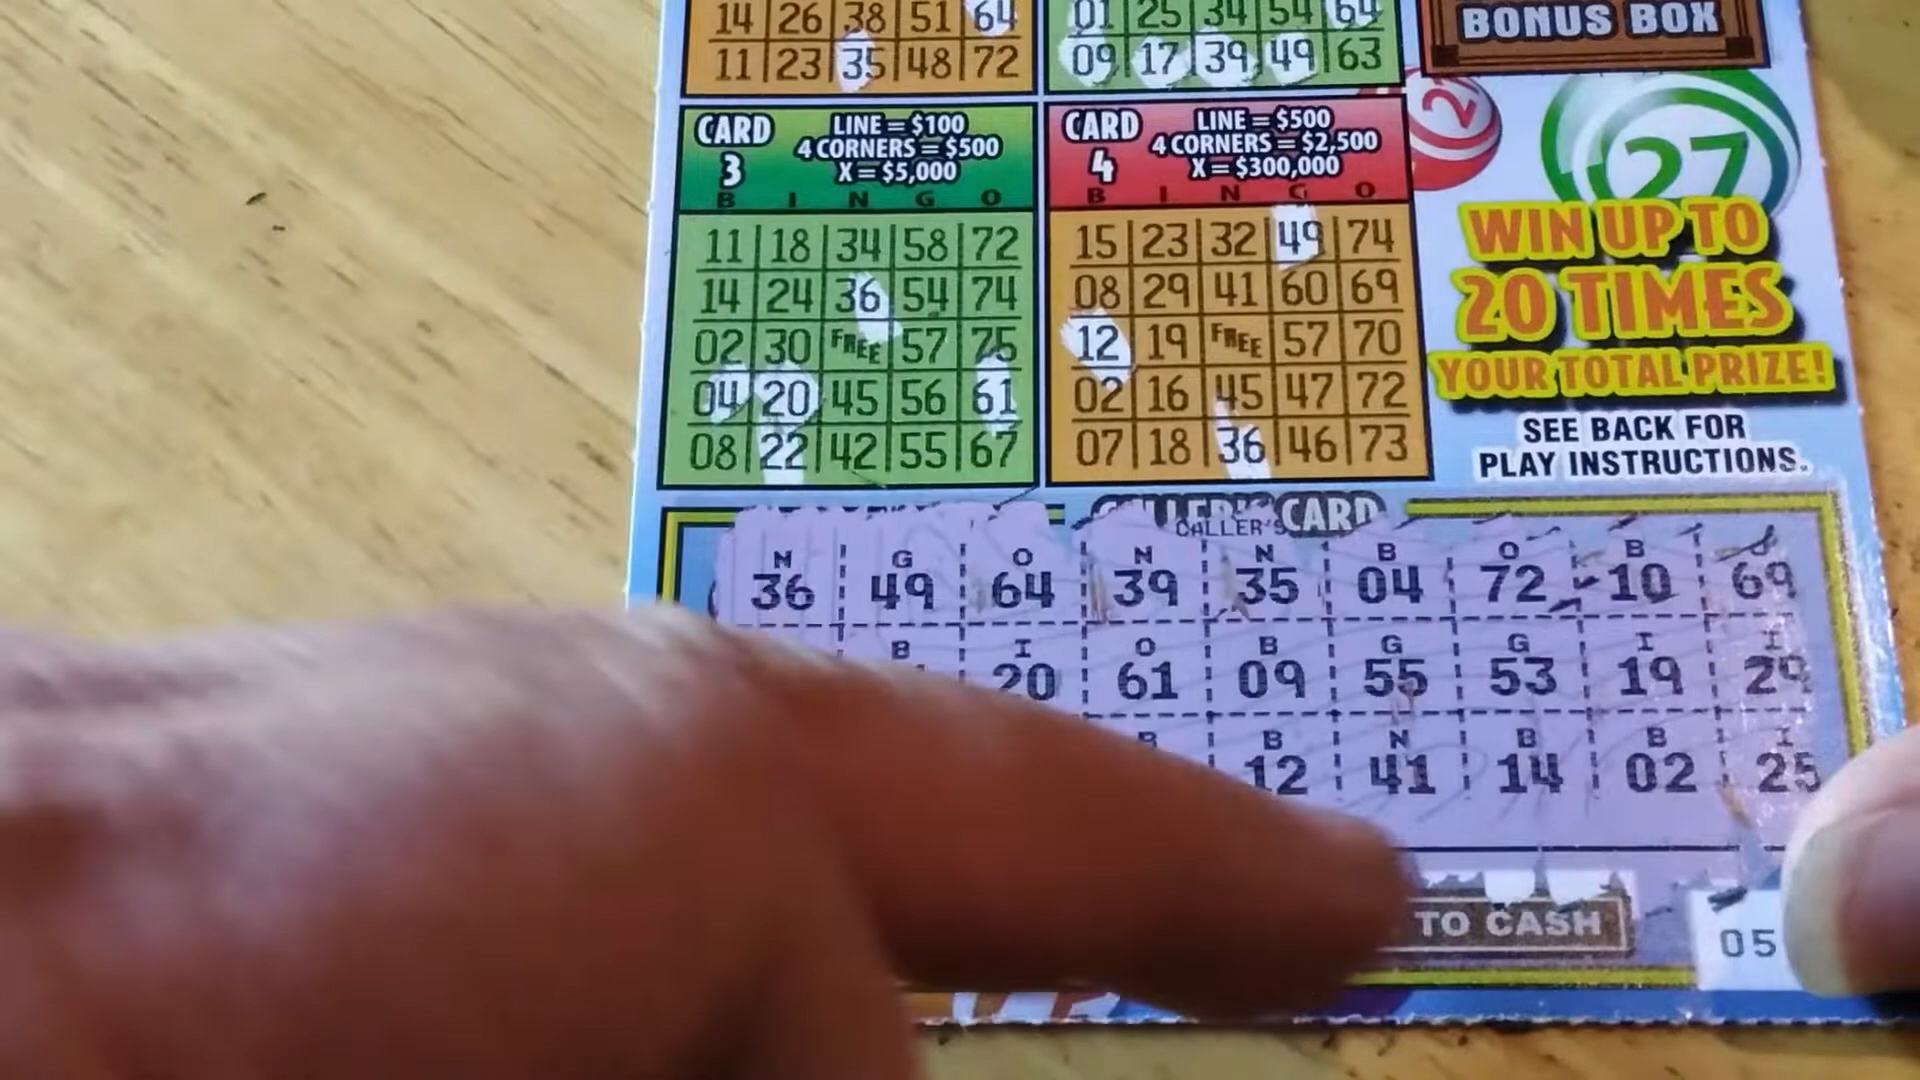 14 26 38 51 64
11 23 35 48 72
01 25 34 54 64
09 17 39 49 63
BONUS BOX
CARD 3
LINE = $100
4 CORNERS = $500
X = $5,000
B I N G O
11 18 34 58 72
14 24 36 54 74
02 30 FREE 57 75
04 20 45 56 61
08 22 42 55 67
CARD 4
LINE = $500
4 CORNERS = $2,500
X = $300,000
B I N G O
15 23 32 49 74
08 29 41 60 69
12 19 FREE 57 70
02 16 45 47 72
07 18 36 46 73
2
27
WIN UP TO
20 TIMES
YOUR TOTAL PRIZE!
SEE BACK FOR
PLAY INSTRUCTIONS.
CALLER'S CARD
CALLER'S
N G O N N B O B
36 49 64 39 35 04 72 10 69
B I O B G G I I
20 61 09 55 53 19 29
B B N B B I
12 41 14 02 25
TO CASH
05